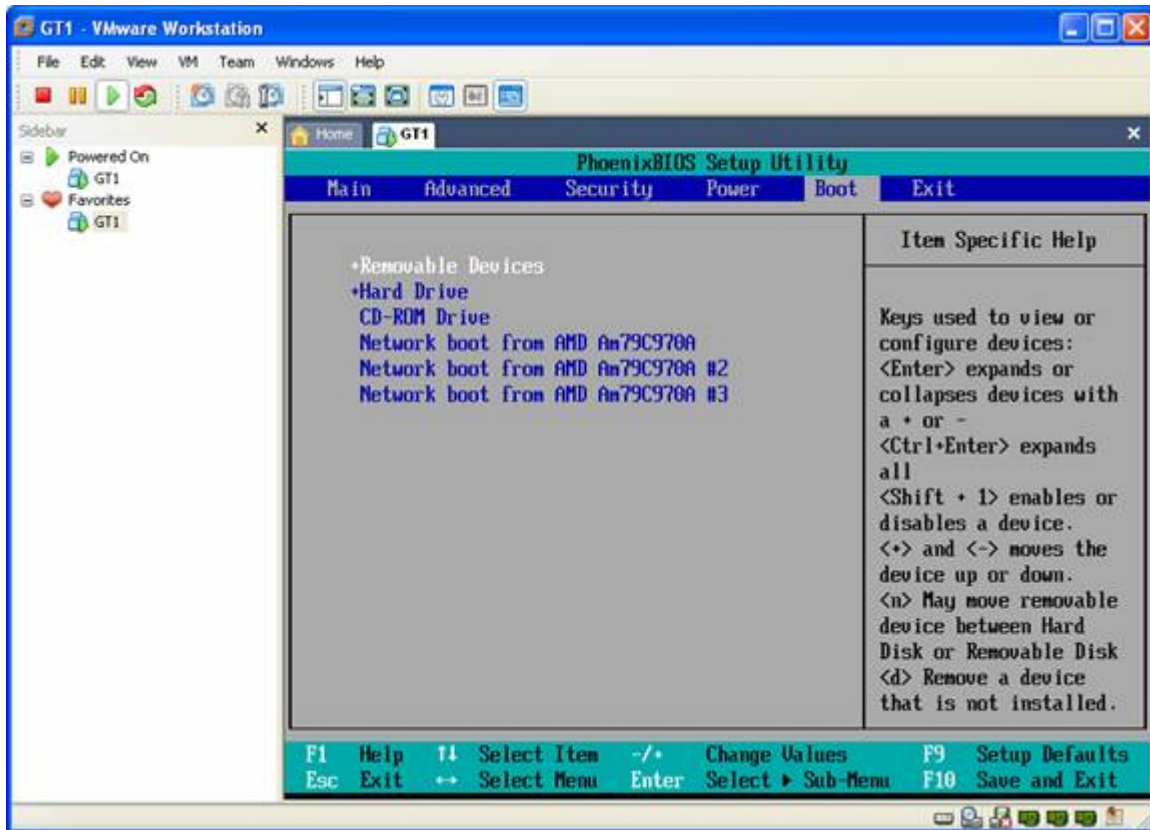 GT1 - VMware Workstation
File Edit View VM Team Windows Help
Sidebar
Powered On
GT1
Favorites
GT1
Home GT1
PhoenixBIOS Setup Utility
Main Advanced Security Power Boot Exit
+Removable Devices
+Hard Drive
CD-ROM Drive
Network boot from AMD Am79C970A
Network boot from AMD Am79C970A #2
Network boot from AMD Am79C970A #3
Item Specific Help
Keys used to view or
configure devices:
<Enter> expands or
collapses devices with
a + or -
<Ctrl+Enter> expands
all
<Shift + 1> enables or
disables a device.
<+> and <-> moves the
device up or down.
<n> May move removable
device between Hard
Disk or Removable Disk
<d> Remove a device
that is not installed.
F1 Help ↑↓ Select Item -/+ Change Values F9 Setup Defaults
Esc Exit ↔ Select Menu Enter Select ▶ Sub-Menu F10 Save and Exit